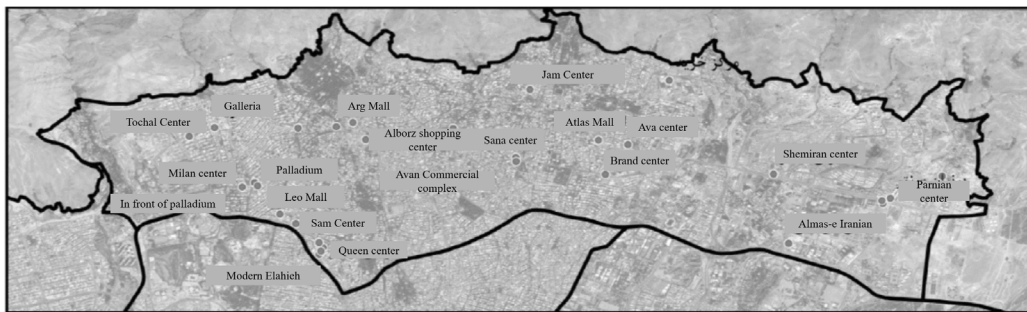 Jam Center
Galleria
Arg Mall
Tochal Center
Alborz shopping
center
Sana center
Atlas Mall
Ava center
Brand center
Shemiran center
Milan center
Palladium
Avan Commercial
complex
Parnian
center
In front of palladium
Leo Mall
Sam Center
Almas-e Iranian
Queen center
Modern Elahieh